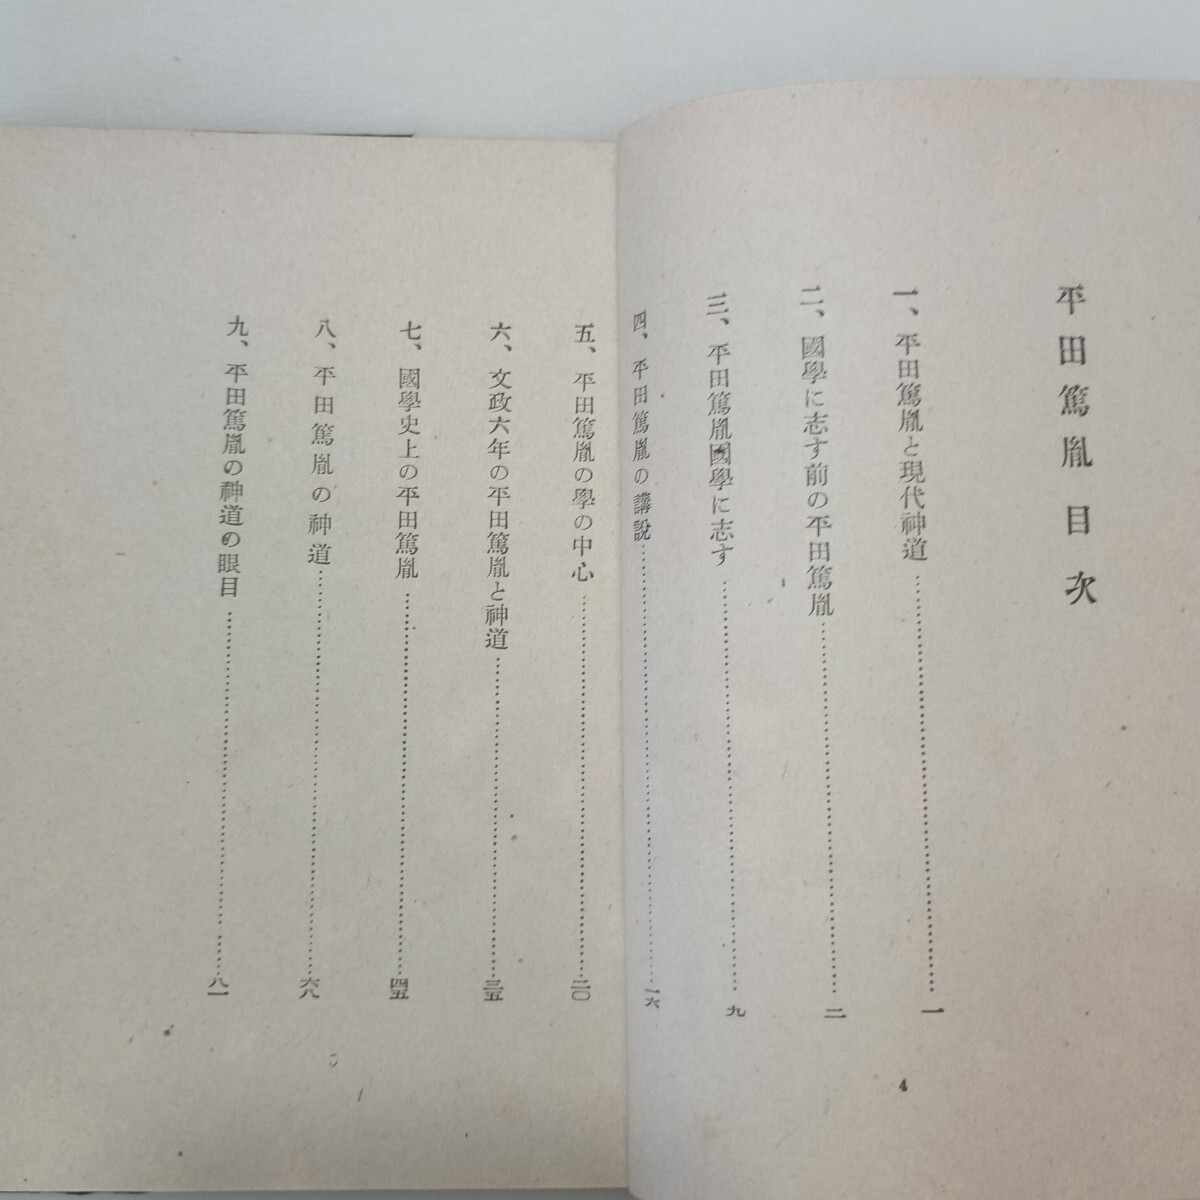 平田篤胤目次
一、平田篤胤と現代神道……一
二、國學に志す前の平田篤胤……二
三、平田篤胤國學に志す……九
四、平田篤胤の講說……一六
4
五、平田篤胤の學の中心……二〇
六、文政六年の平田篤胤と神道……三五
七、國學史上の平田篤胤……四五
八、平田篤胤の神道……六八
九、平田篤胤の神道の眼目……八一